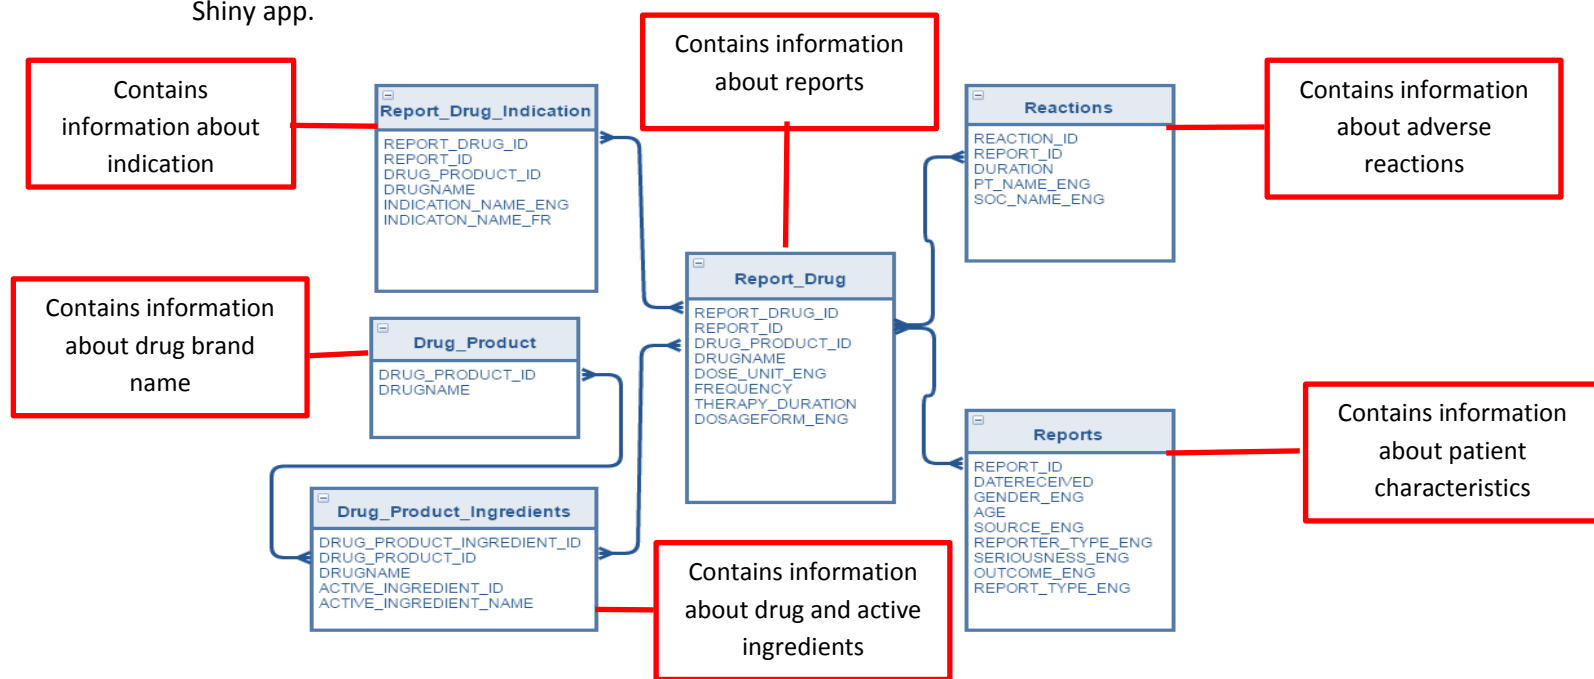 Shiny app.
Contains
information about
indication
Report_Drug_Indication
REPORT_DRUG_ID
REPORT_ID
DRUG_PRODUCT_ID
DRUGNAME
INDICATION_NAME_ENG
INDICATON_NAME_FR
Contains information
about reports
Reactions
REACTION_ID
REPORT_ID
DURATION
PT_NAME_ENG
SOC_NAME_ENG
Contains information
about adverse
reactions
Contains information
about drug brand
name
Drug_Product
DRUG_PRODUCT_ID
DRUGNAME
Report_Drug
REPORT_DRUG_ID
REPORT_ID
DRUG_PRODUCT_ID
DRUGNAME
DOSE_UNIT_ENG
FREQUENCY
THERAPY_DURATION
DOSAGEFORM_ENG
Reports
REPORT_ID
DATERECEIVED
GENDER_ENG
AGE
SOURCE_ENG
REPORTER_TYPE_ENG
SERIOUSNESS_ENG
OUTCOME_ENG
REPORT_TYPE_ENG
Contains information
about patient
characteristics
Drug_Product_Ingredients
DRUG_PRODUCT_INGREDIENT_ID
DRUG_PRODUCT_ID
DRUGNAME
ACTIVE_INGREDIENT_ID
ACTIVE_INGREDIENT_NAME
Contains information
about drug and active
ingredients